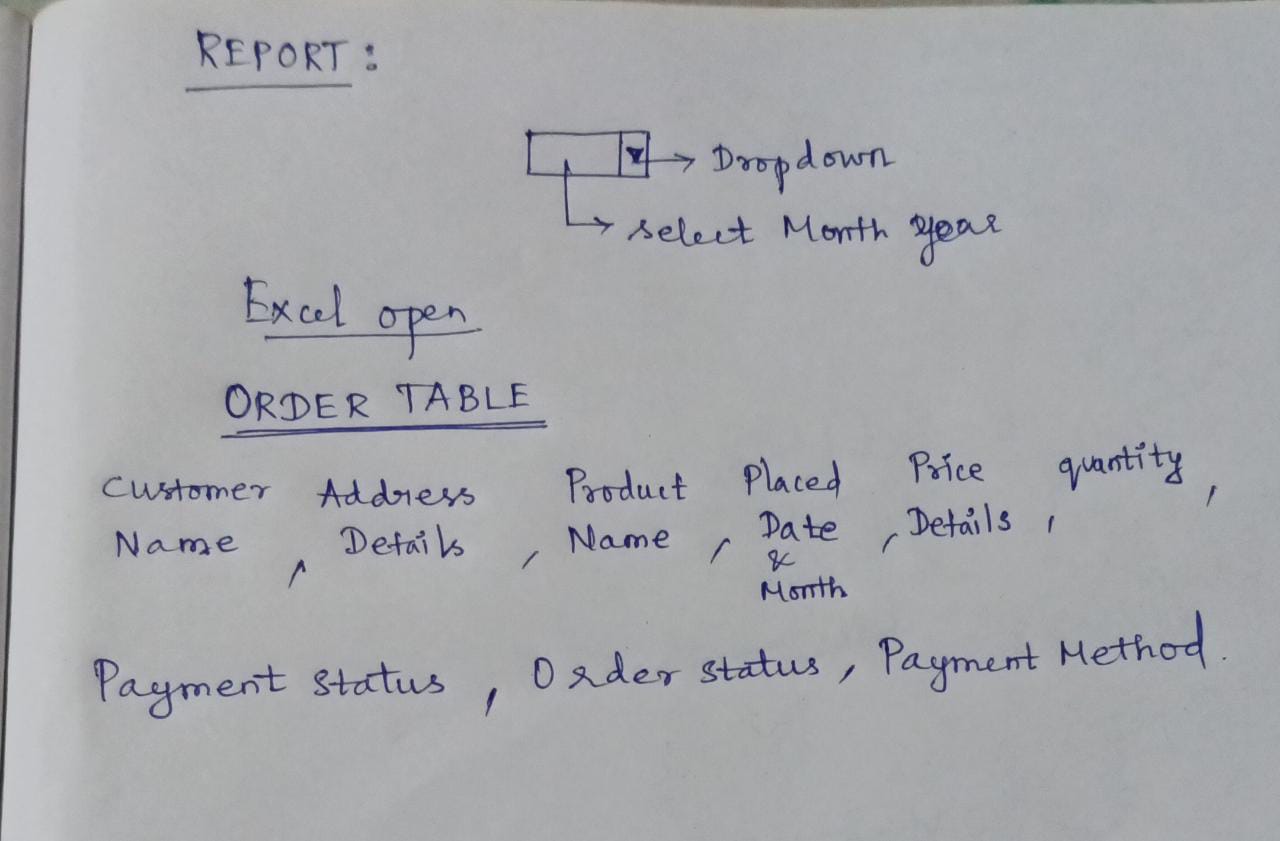 REPORT :
Dropdown
select Month year
Excel open
ORDER TABLE
Customer Address Product Placed Price quantity,
Name, Details, Name, Date, Details,
&
Month
Payment status, Order status, Payment Method.